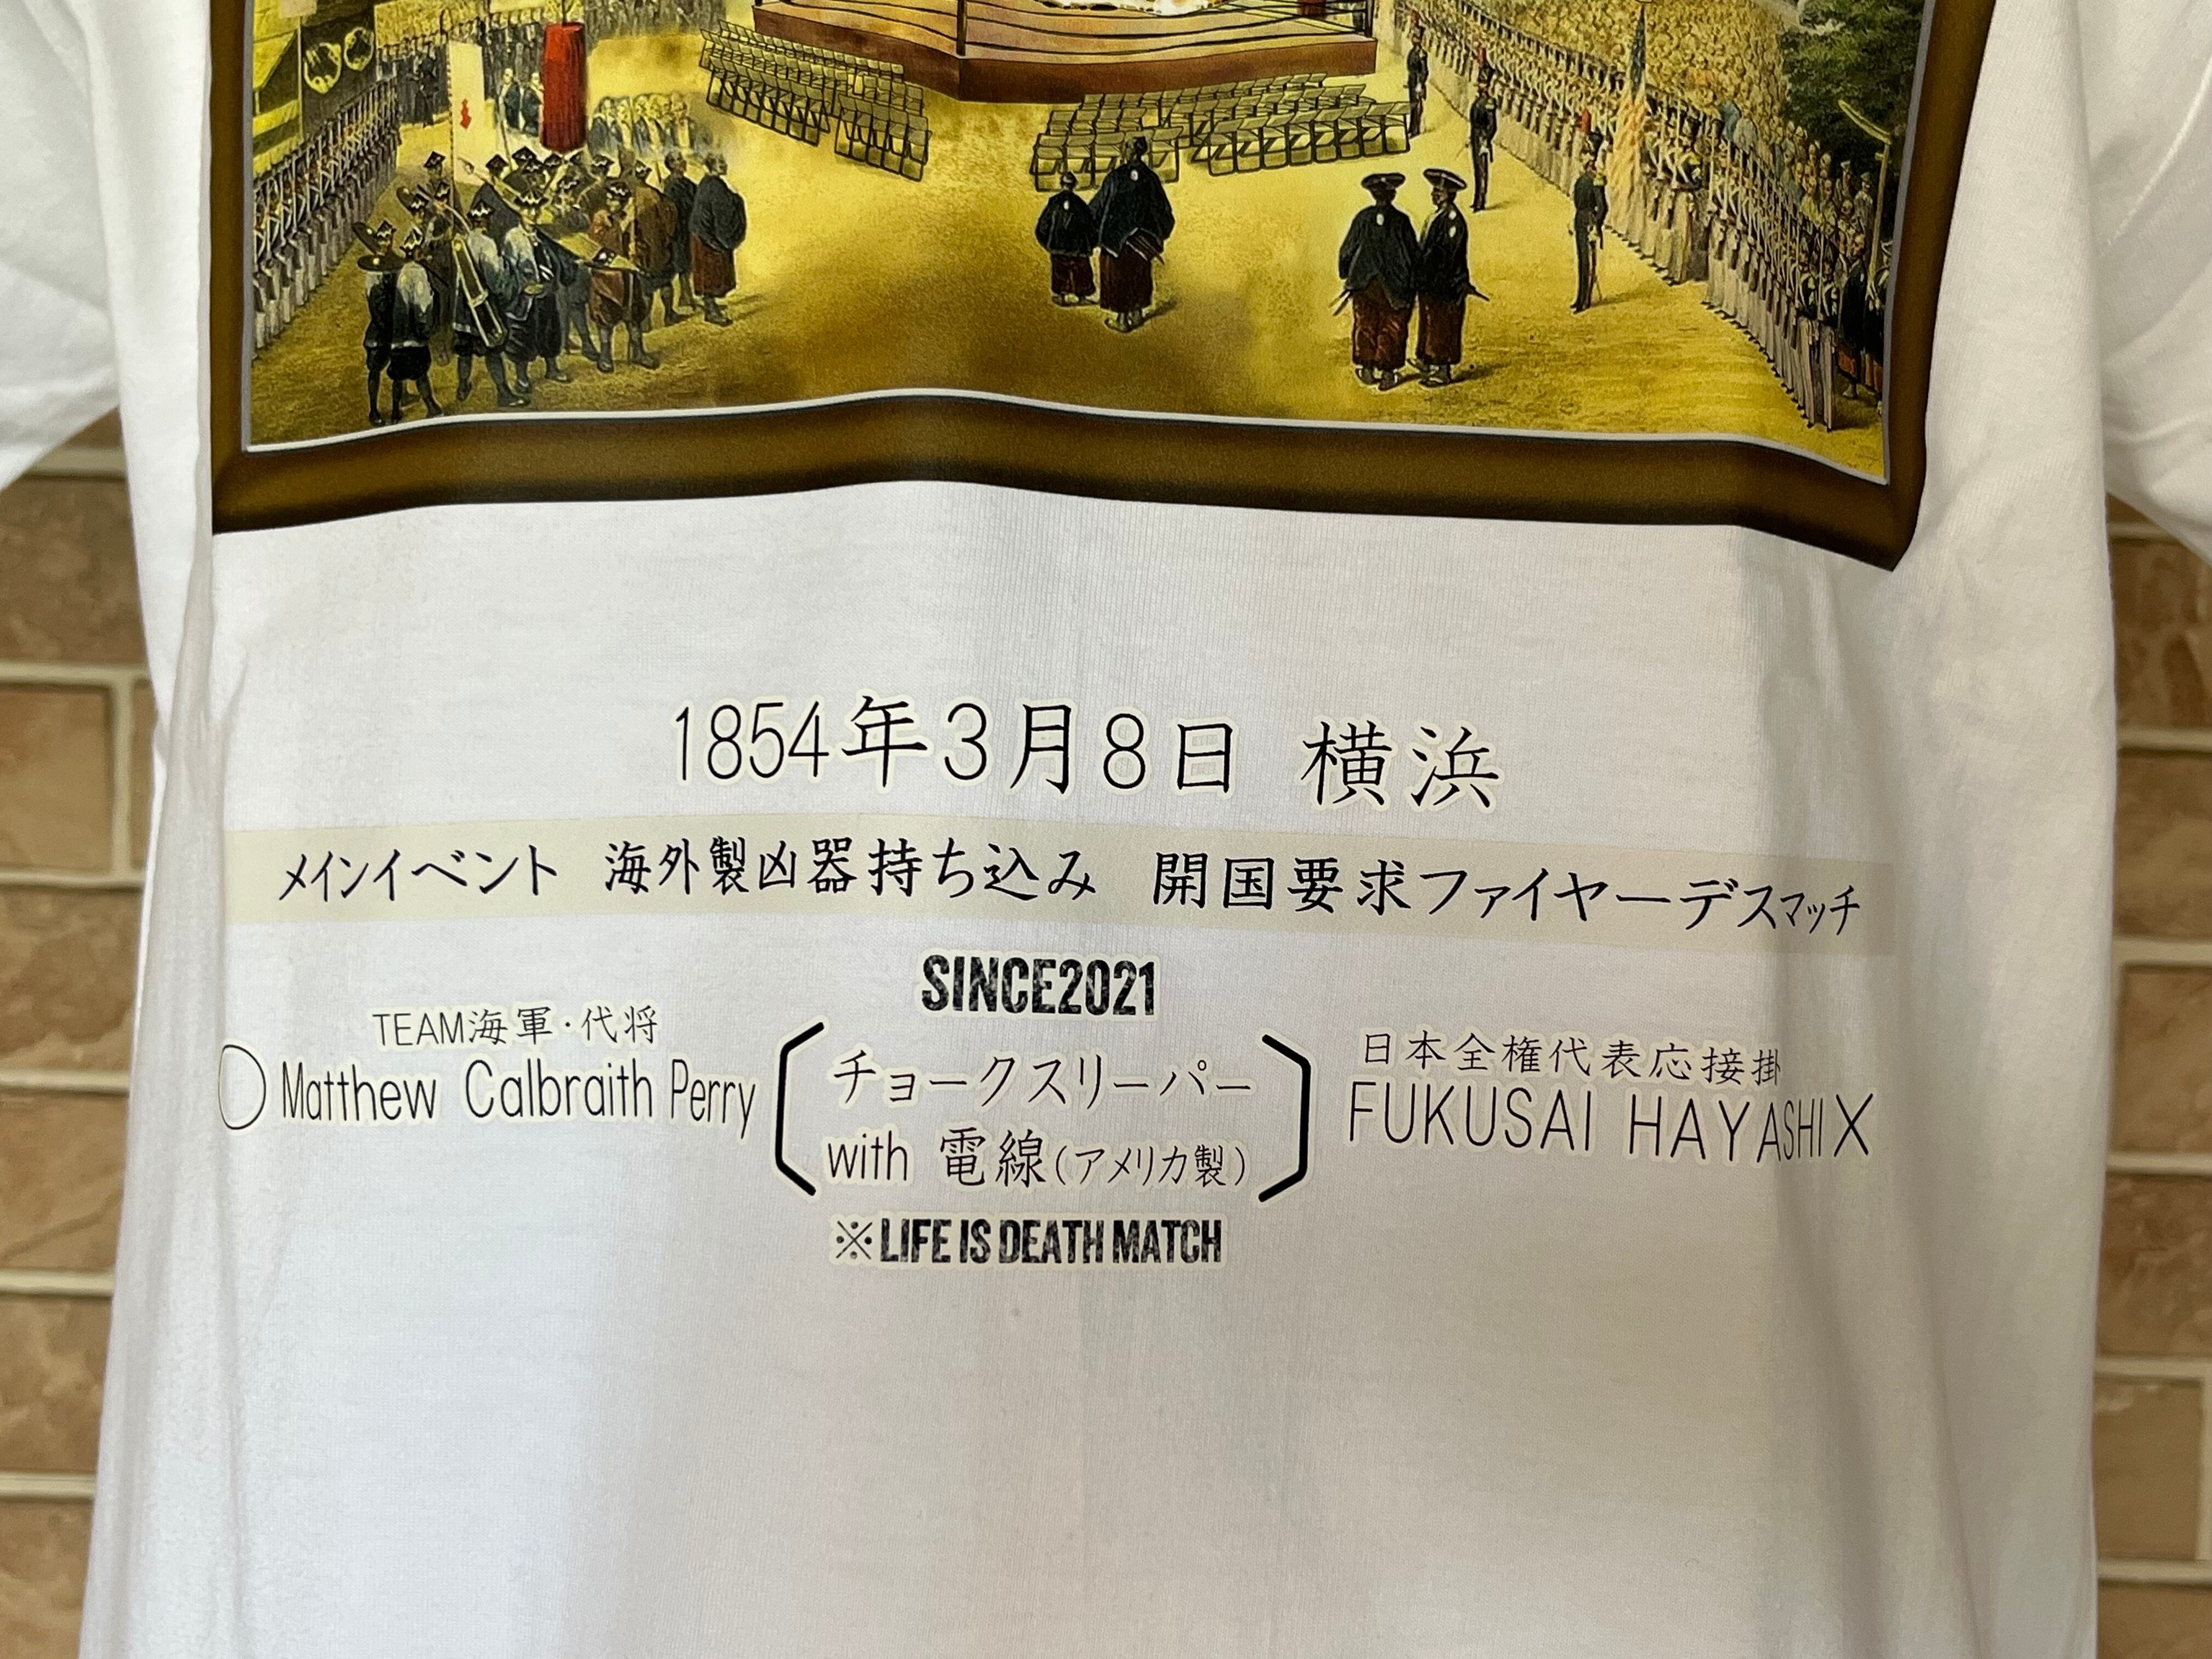 1854年3月8日 横浜
メインイベント 海外製凶器持ち込み 開国要求ファイヤーデスマッチ
SINCE2021
TEAM海軍・代将
○Matthew Calbraith Perry
チョークスリーパー
with 電線(アメリカ製)
日本全権代表応接掛
FUKUSAI HAYASHI×
※LIFE IS DEATH MATCH